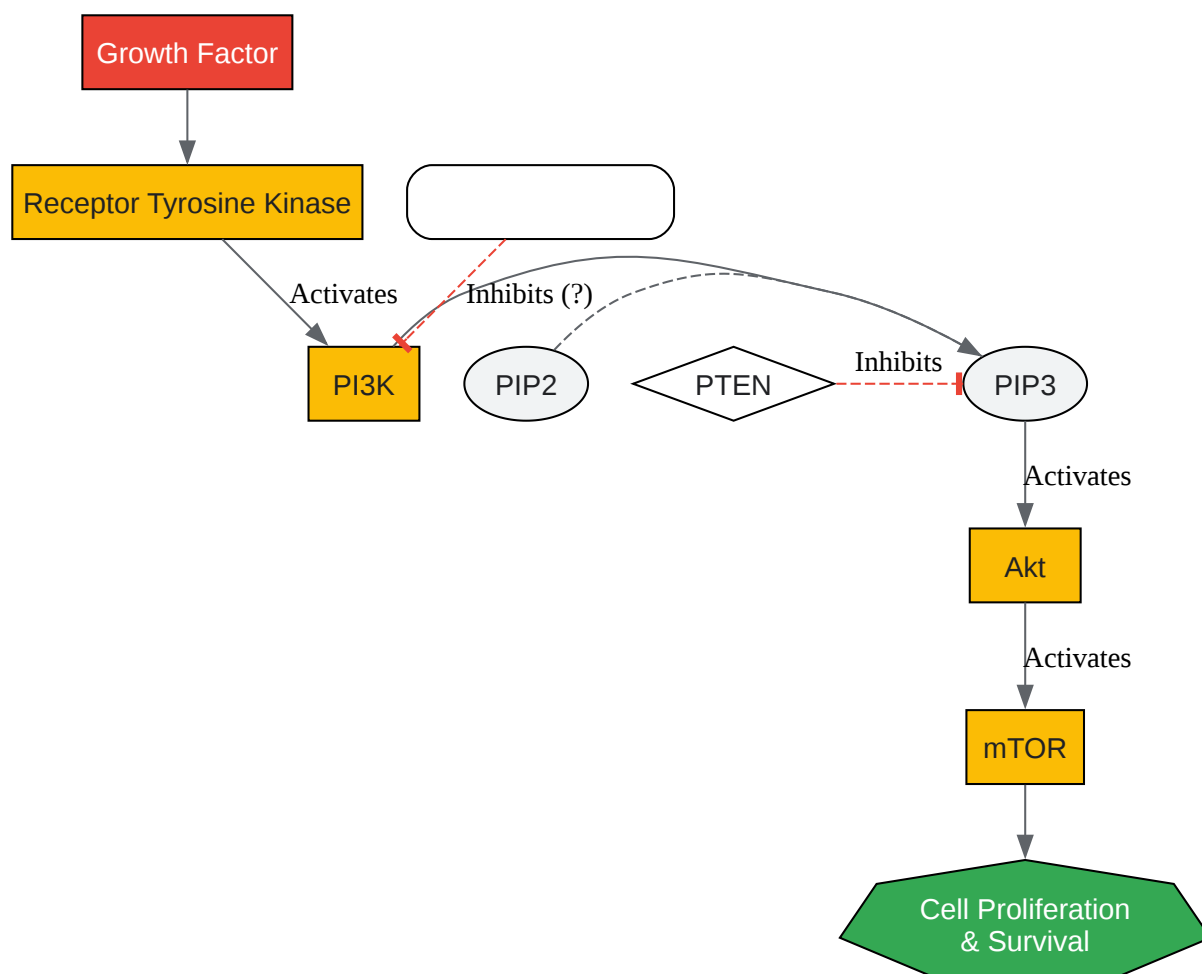 Growth Factor
Receptor Tyrosine Kinase
Activates
Inhibits (?)
PI3K
PIP2
PTEN
Inhibits
PIP3
Activates
Akt
Activates
mTOR
Cell Proliferation
& Survival